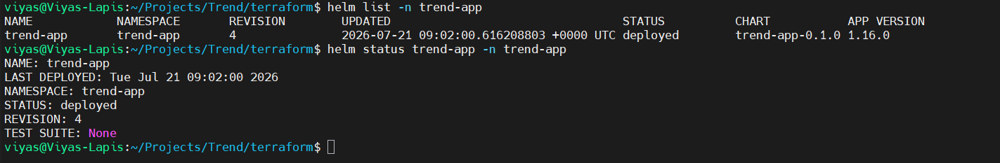 viyas@Viyas-Lapis:~/Projects/Trend/terraform$ helm list -n trend-app
NAME            NAMESPACE       REVISION        UPDATED                                 STATUS          CHART           APP VERSION
trend-app       trend-app       4               2026-07-21 09:02:00.616208803 +0000 UTC deployed        trend-app-0.1.0 1.16.0
viyas@Viyas-Lapis:~/Projects/Trend/terraform$ helm status trend-app -n trend-app
NAME: trend-app
LAST DEPLOYED: Tue Jul 21 09:02:00 2026
NAMESPACE: trend-app
STATUS: deployed
REVISION: 4
TEST SUITE: None
viyas@Viyas-Lapis:~/Projects/Trend/terraform$